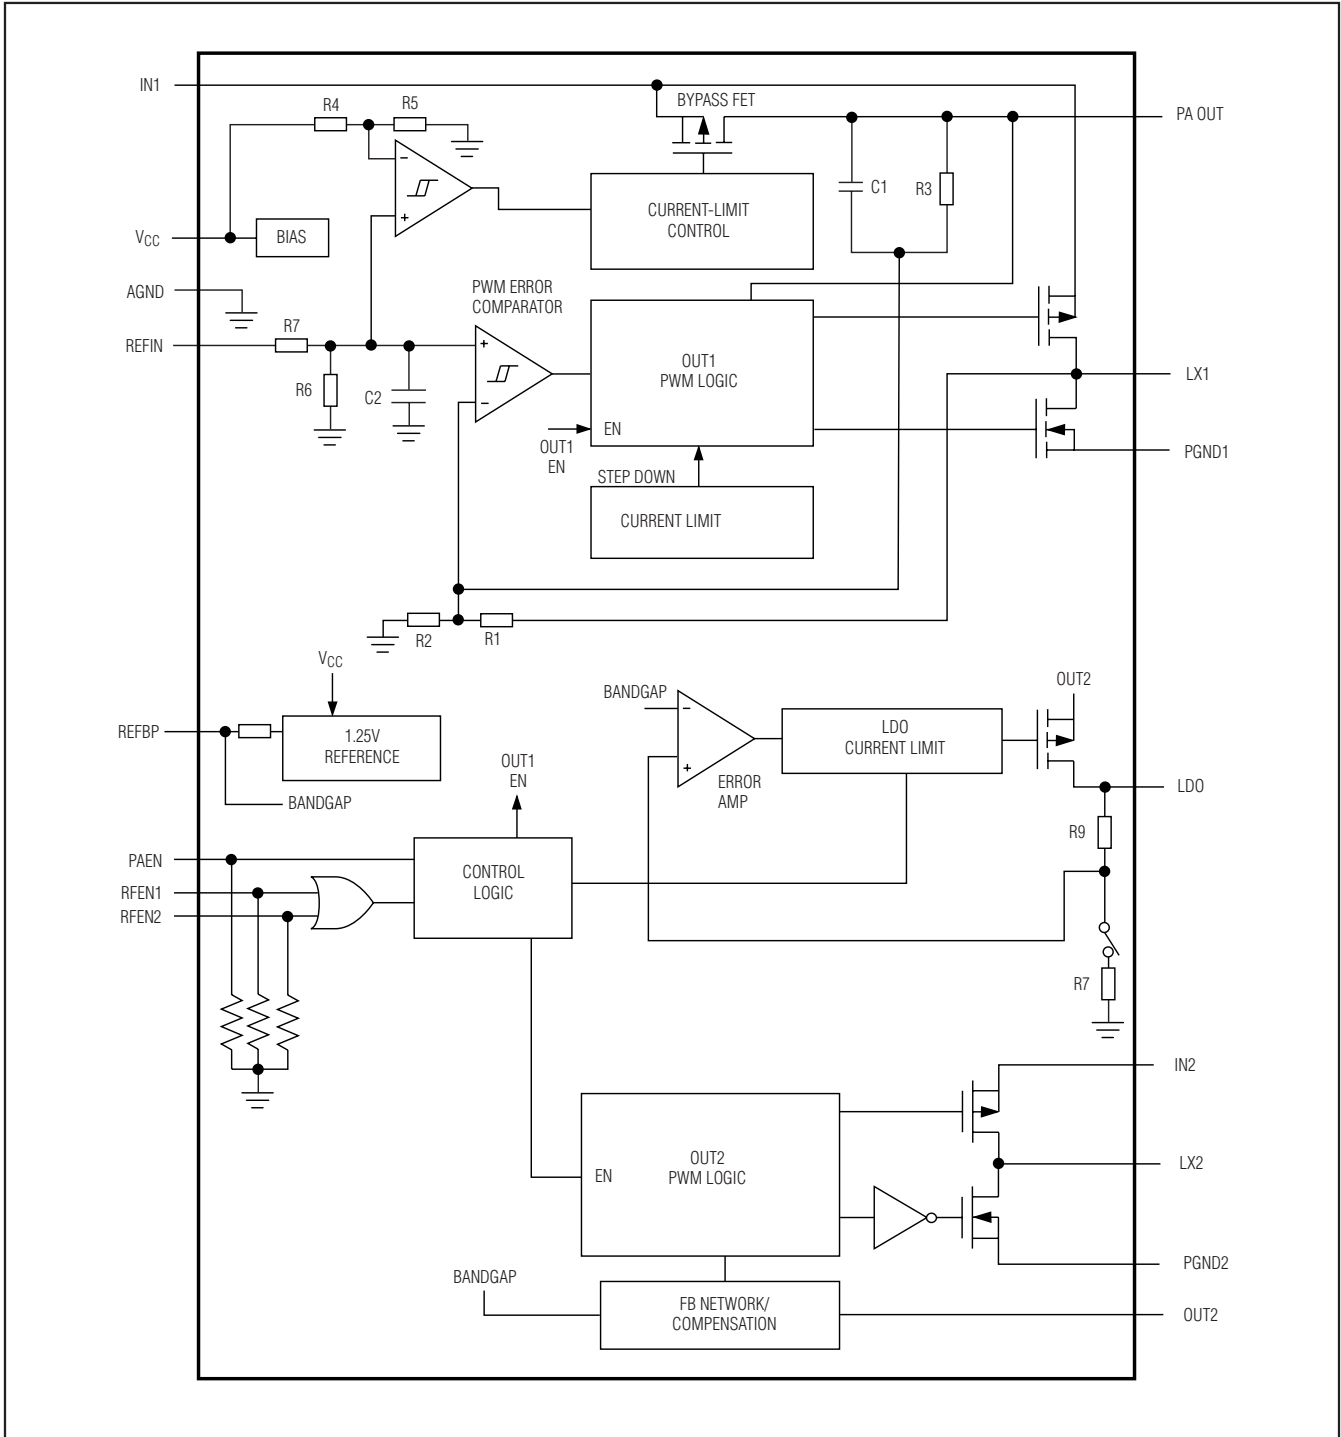 IN1
R4
R5
BYPASS FET
PA OUT
−
+
CURRENT-LIMIT
CONTROL
C1
R3
VCC
BIAS
AGND
REFIN
R7
R6
C2
PWM ERROR
COMPARATOR
+
−
OUT1
PWM LOGIC
EN
OUT1
EN
LX1
PGND1
STEP DOWN
CURRENT LIMIT
R2
R1
VCC
REFBP
1.25V
REFERENCE
BANDGAP
BANDGAP
−
+
ERROR
AMP
LDO
CURRENT LIMIT
OUT2
LDO
R9
R7
OUT1
EN
PAEN
RFEN1
RFEN2
CONTROL
LOGIC
IN2
OUT2
PWM LOGIC
EN
LX2
PGND2
BANDGAP
FB NETWORK/
COMPENSATION
OUT2